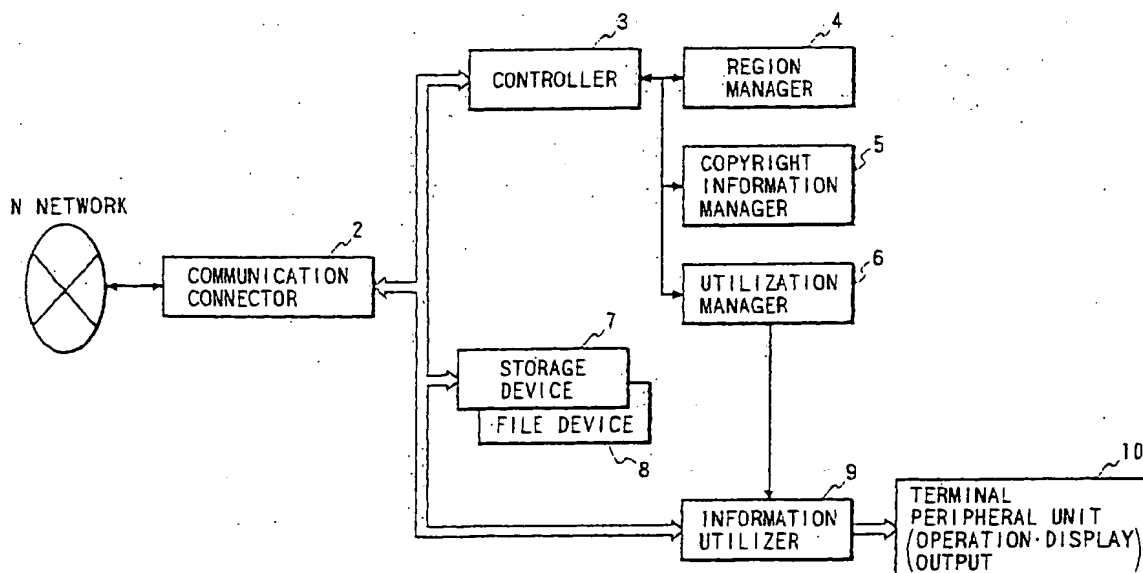 3
CONTROLLER
4
REGION
MANAGER
5
COPYRIGHT
INFORMATION
MANAGER
N NETWORK
2
COMMUNICATION
CONNECTOR
6
UTILIZATION
MANAGER
7
STORAGE
DEVICE
FILE DEVICE
8
9
INFORMATION
UTILIZER
10
TERMINAL
PERIPHERAL UNIT
(OPERATION·DISPLAY)
OUTPUT